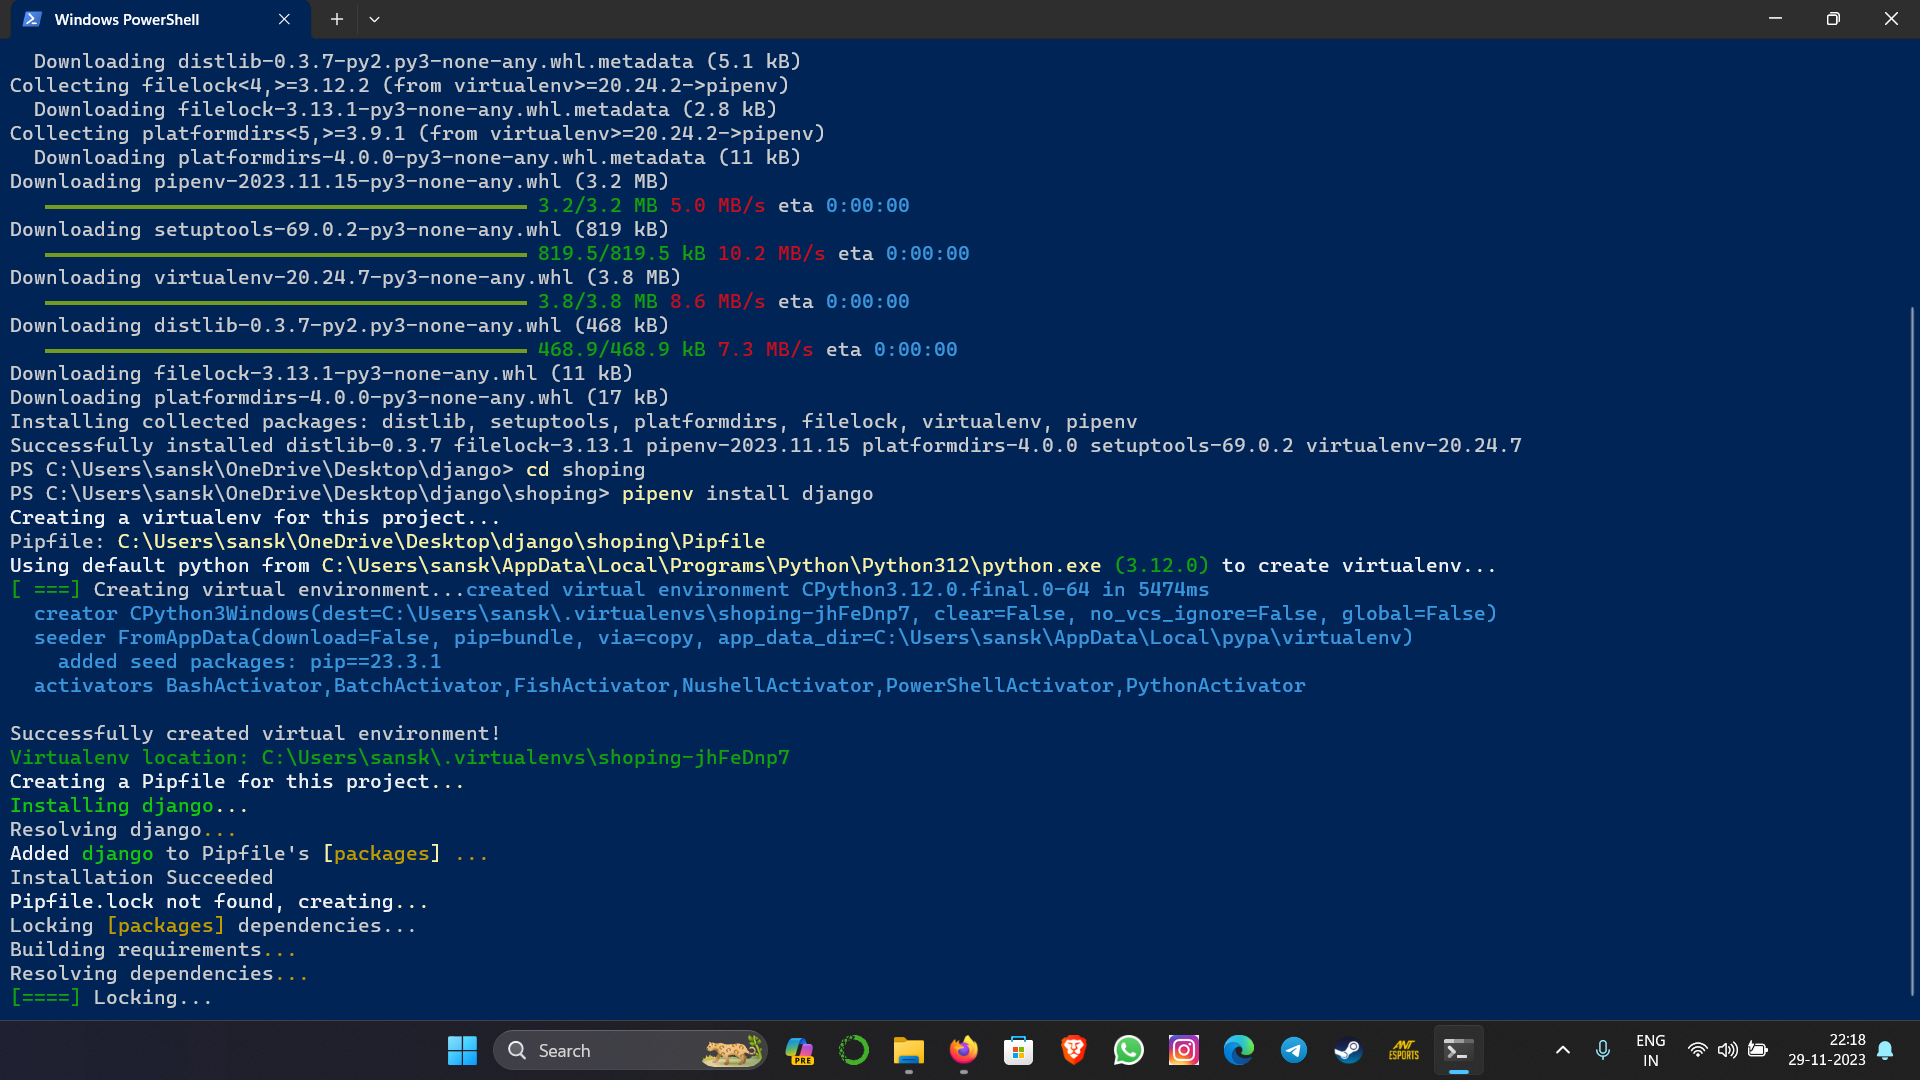 Windows PowerShell
Downloading distlib-0.3.7-py2.py3-none-any.whl.metadata (5.1 kB)
Collecting filelock<4,>=3.12.2 (from virtualenv>=20.24.2->pipenv)
Downloading filelock-3.13.1-py3-none-any.whl.metadata (2.8 kB)
Collecting platformdirs<5,>=3.9.1 (from virtualenv>=20.24.2->pipenv)
Downloading platformdirs-4.0.0-py3-none-any.whl.metadata (11 kB)
Downloading pipenv-2023.11.15-py3-none-any.whl (3.2 MB)
3.2/3.2 MB 5.0 MB/s eta 0:00:00
Downloading setuptools-69.0.2-py3-none-any.whl (819 kB)
819.5/819.5 kB 10.2 MB/s eta 0:00:00
Downloading virtualenv-20.24.7-py3-none-any.whl (3.8 MB)
3.8/3.8 MB 8.6 MB/s eta 0:00:00
Downloading distlib-0.3.7-py2.py3-none-any.whl (468 kB)
468.9/468.9 kB 7.3 MB/s eta 0:00:00
Downloading filelock-3.13.1-py3-none-any.whl (11 kB)
Downloading platformdirs-4.0.0-py3-none-any.whl (17 kB)
Installing collected packages: distlib, setuptools, platformdirs, filelock, virtualenv, pipenv
Successfully installed distlib-0.3.7 filelock-3.13.1 pipenv-2023.11.15 platformdirs-4.0.0 setuptools-69.0.2 virtualenv-20.24.7
PS C:\Users\sansk\OneDrive\Desktop\django> cd shoping
PS C:\Users\sansk\OneDrive\Desktop\django\shoping> pipenv install django
Creating a virtualenv for this project...
Pipfile: C:\Users\sansk\OneDrive\Desktop\django\shoping\Pipfile
Using default python from C:\Users\sansk\AppData\Local\Programs\Python\Python312\python.exe (3.12.0) to create virtualenv...
[ ===] Creating virtual environment...created virtual environment CPython3.12.0.final.0-64 in 5474ms
creator CPython3Windows(dest=C:\Users\sansk\.virtualenvs\shoping-jhFeDnp7, clear=False, no_vcs_ignore=False, global=False)
seeder FromAppData(download=False, pip=bundle, via=copy, app_data_dir=C:\Users\sansk\AppData\Local\pypa\virtualenv)
added seed packages: pip==23.3.1
activators BashActivator,BatchActivator,FishActivator,NushellActivator,PowerShellActivator,PythonActivator
Successfully created virtual environment!
Virtualenv location: C:\Users\sansk\.virtualenvs\shoping-jhFeDnp7
Creating a Pipfile for this project...
Installing django...
Resolving django...
Added django to Pipfile's [packages] ...
Installation Succeeded
Pipfile.lock not found, creating...
Locking [packages] dependencies...
Building requirements...
Resolving dependencies...
[====] Locking...
Search
PRE
ANT
ESPORTS
ENG
IN
22:18
29-11-2023